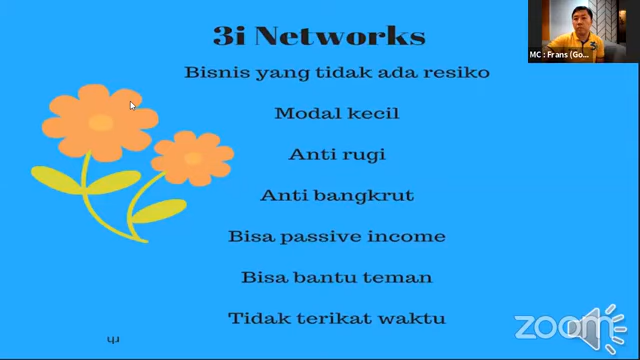 3i Networks
MC : Frans (Go...
Bisnis yang tidak ada resiko
Modal kecil
Anti rugi
Anti bangkrut
Bisa passive income
Bisa bantu teman
Tidak terikat waktu
zoom